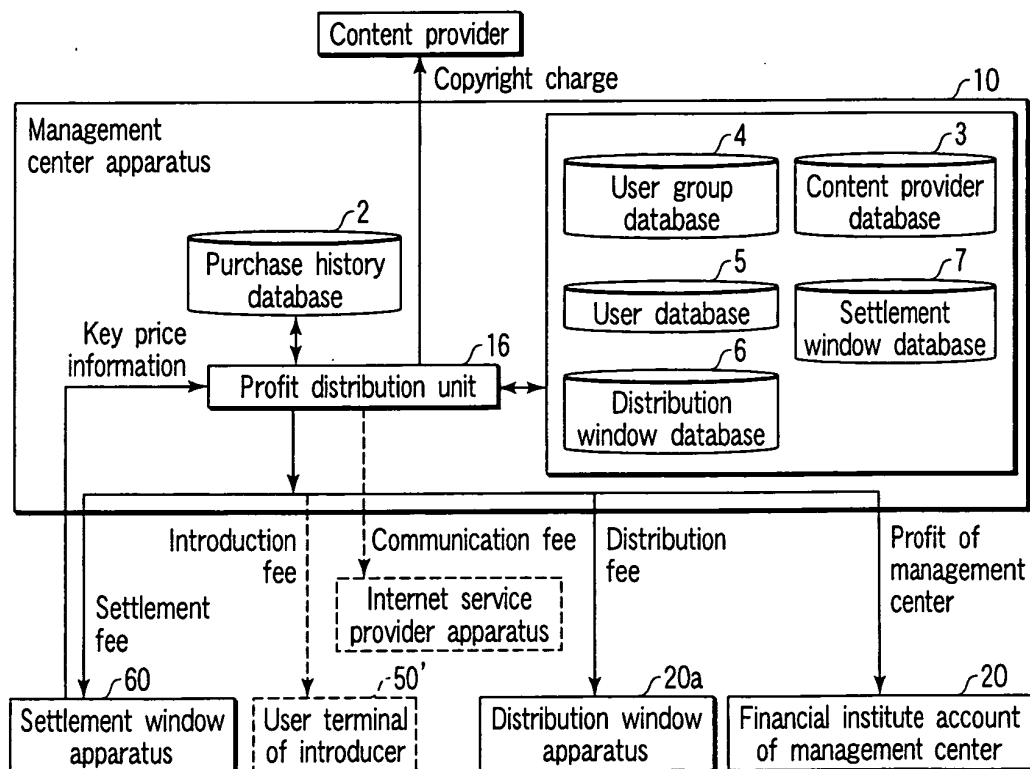 Content provider
Copyright charge
10
Management
center apparatus
4
User group
database
3
Content provider
database
2
Purchase history
database
5
User database
7
Settlement
window database
Key price
information
16
Profit distribution unit
6
Distribution
window database
Introduction
fee
Communication fee
Distribution
fee
Profit of
management
center
Settlement
fee
Internet service
provider apparatus
60
Settlement window
apparatus
50'
User terminal
of introducer
20a
Distribution window
apparatus
20
Financial institute account
of management center